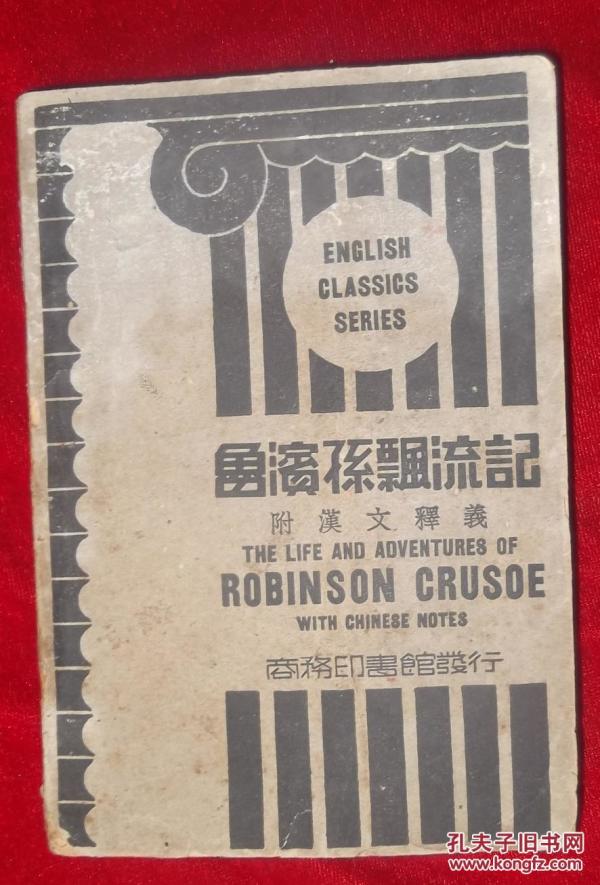 ENGLISH
CLASSICS
SERIES
魯濱孫飄流記
附漢文釋義
THE LIFE AND ADVENTURES OF
ROBINSON CRUSOE
WITH CHINESE NOTES
商務印書館發行
孔夫子旧书网
www.kongfz.com